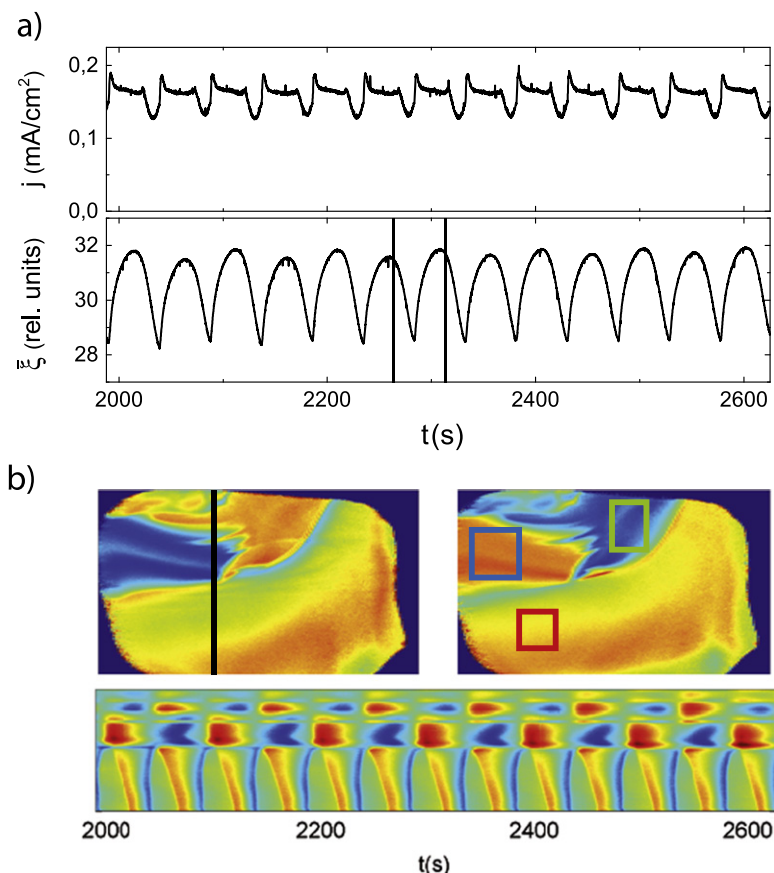 a)
0,2
0,1
0,0
j (mA/cm²)
32
30
28
ξ̄ (rel. units)
2000 2200 2400 2600
t(s)
b)
2000 2200 2400 2600
t(s)